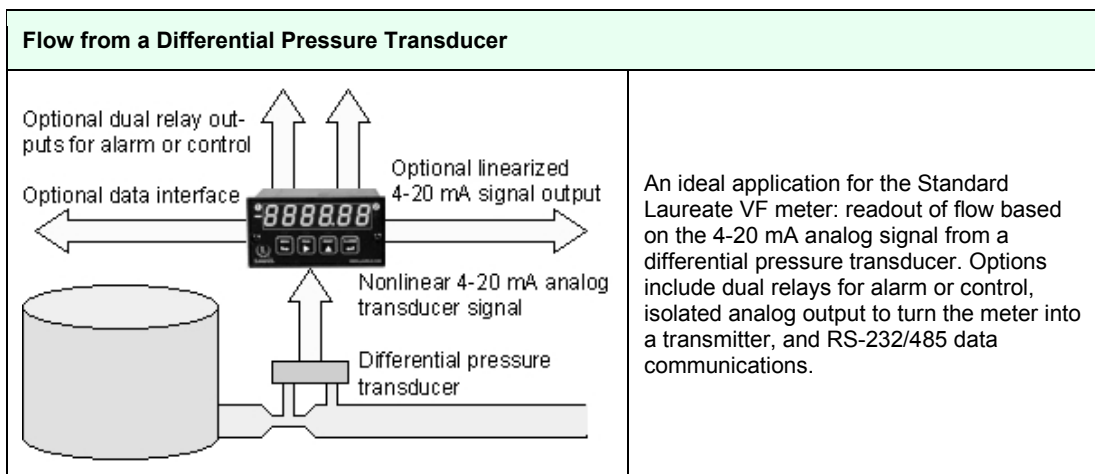 Flow from a Differential Pressure Transducer
Optional dual relay out-
puts for alarm or control
Optional data interface
Optional linearized
4-20 mA signal output
888888
Nonlinear 4-20 mA analog
transducer signal
Differential pressure
transducer
An ideal application for the Standard
Laureate VF meter: readout of flow based
on the 4-20 mA analog signal from a
differential pressure transducer. Options
include dual relays for alarm or control,
isolated analog output to turn the meter into
a transmitter, and RS-232/485 data
communications.